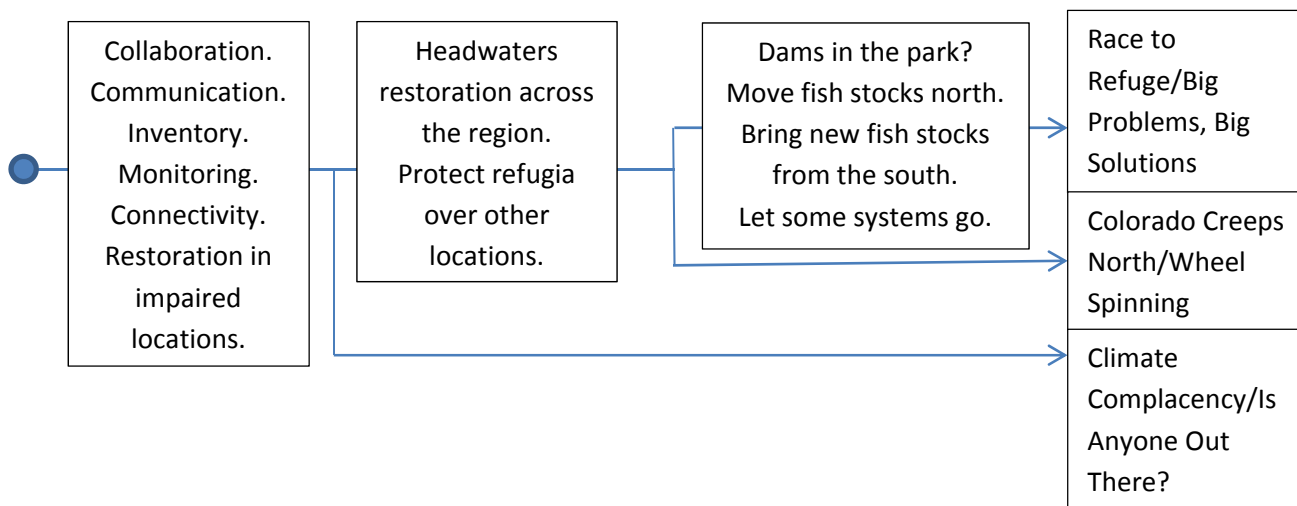 Collaboration.
Communication.
Inventory.
Monitoring.
Connectivity.
Restoration in
impaired
locations.
Headwaters
restoration across
the region.
Protect refugia
over other
locations.
Dams in the park?
Move fish stocks north.
Bring new fish stocks
from the south.
Let some systems go.
Race to
Refuge/Big
Problems, Big
Solutions
Colorado Creeps
North/Wheel
Spinning
Climate
Complacency/Is
Anyone Out
There?